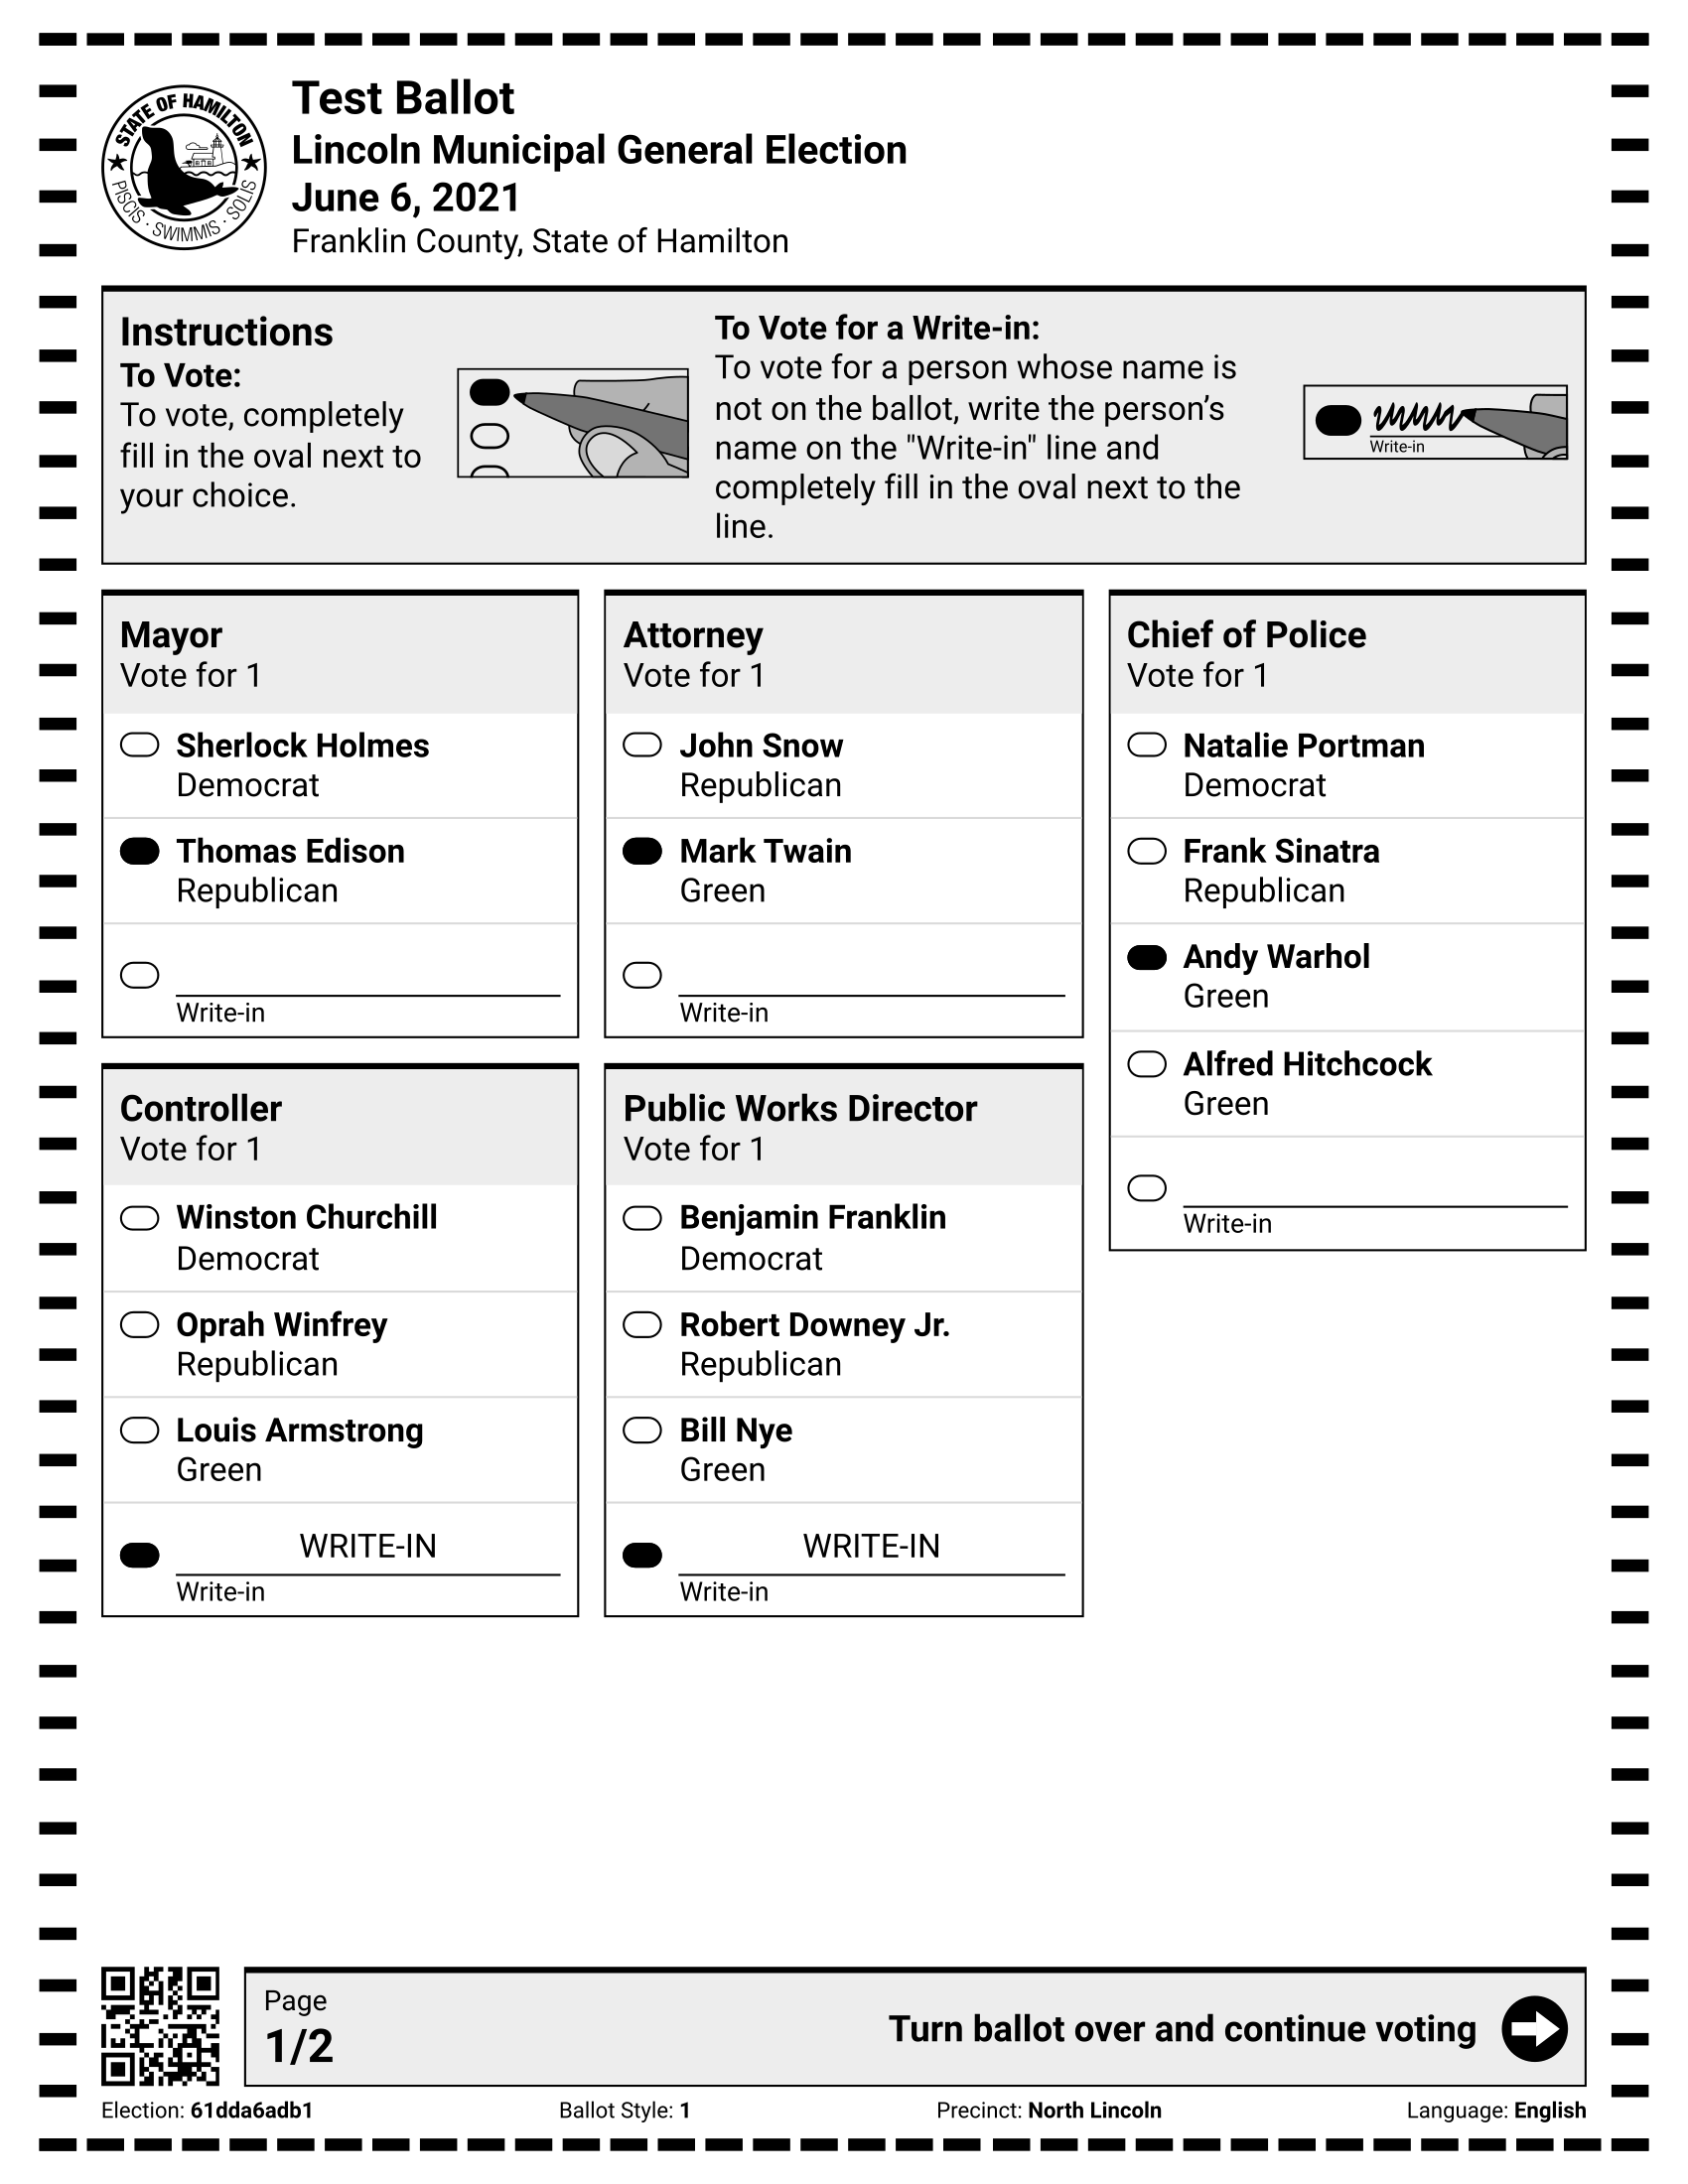 STATE OF HAMILTON
PISCIS · SWIMMIS · SOLIS
Test Ballot
Lincoln Municipal General Election
June 6, 2021
Franklin County, State of Hamilton
Instructions
To Vote:
To vote, completely
fill in the oval next to
your choice.
To Vote for a Write-in:
To vote for a person whose name is
not on the ballot, write the person’s
name on the "Write-in" line and
completely fill in the oval next to the
line.
Write-in
Mayor
Vote for 1
Sherlock Holmes
Democrat
Thomas Edison
Republican
Write-in
Controller
Vote for 1
Winston Churchill
Democrat
Oprah Winfrey
Republican
Louis Armstrong
Green
WRITE-IN
Write-in
Attorney
Vote for 1
John Snow
Republican
Mark Twain
Green
Write-in
Public Works Director
Vote for 1
Benjamin Franklin
Democrat
Robert Downey Jr.
Republican
Bill Nye
Green
WRITE-IN
Write-in
Chief of Police
Vote for 1
Natalie Portman
Democrat
Frank Sinatra
Republican
Andy Warhol
Green
Alfred Hitchcock
Green
Write-in
Page
1/2
Turn ballot over and continue voting
Election: 61dda6adb1
Ballot Style: 1
Precinct: North Lincoln
Language: English